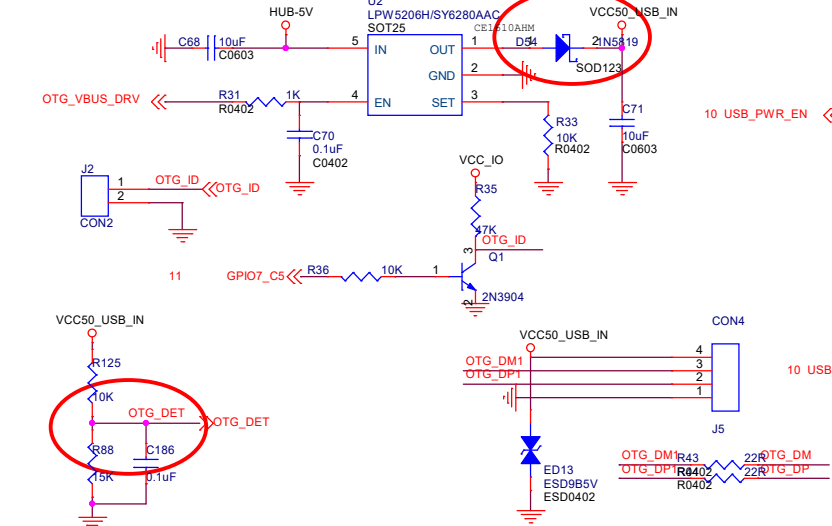 HUB-5V
U2
LPW5206H/SY6280AAC
SOT25
CE1510AHM
VCC50_USB_IN
C68
10uF
C0603
5 IN
OUT 1
D54
2
1N5819
SOD123
GND 2
OTG_VBUS_DRV
R31
1K
R0402
4 EN
SET 3
C71
10uF
C0603
10 USB_PWR_EN
C70
0.1uF
C0402
R33
10K
R0402
J2
1
2
CON2
OTG_ID
OTG_ID
VCC_IO
R35
47K
OTG_ID
3
Q1
11
GPIO7_C5
R36
10K
1
2
2N3904
VCC50_USB_IN
R125
10K
OTG_DET
OTG_DET
R88
15K
C186
0.1uF
VCC50_USB_IN
CON4
OTG_DM1
OTG_DP1
4
3
2
1
J5
10 USB
ED13
ESD9B5V
ESD0402
OTG_DM1
R43
22R
OTG_DM
R0402
OTG_DP1
22R
OTG_DP
R0402